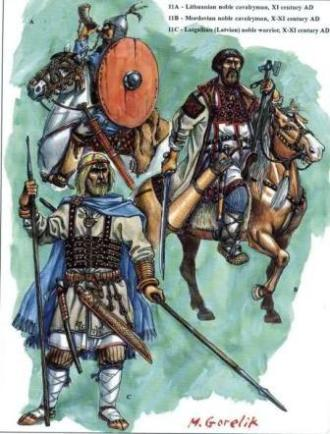 11A - Lithuanian noble cavalryman, XI century AD
11B - Mordovian noble cavalryman, X-XI century AD
11C - Latgalian (Latvian) noble warrior, X-XI century AD
A
B
C
M. Gorelik